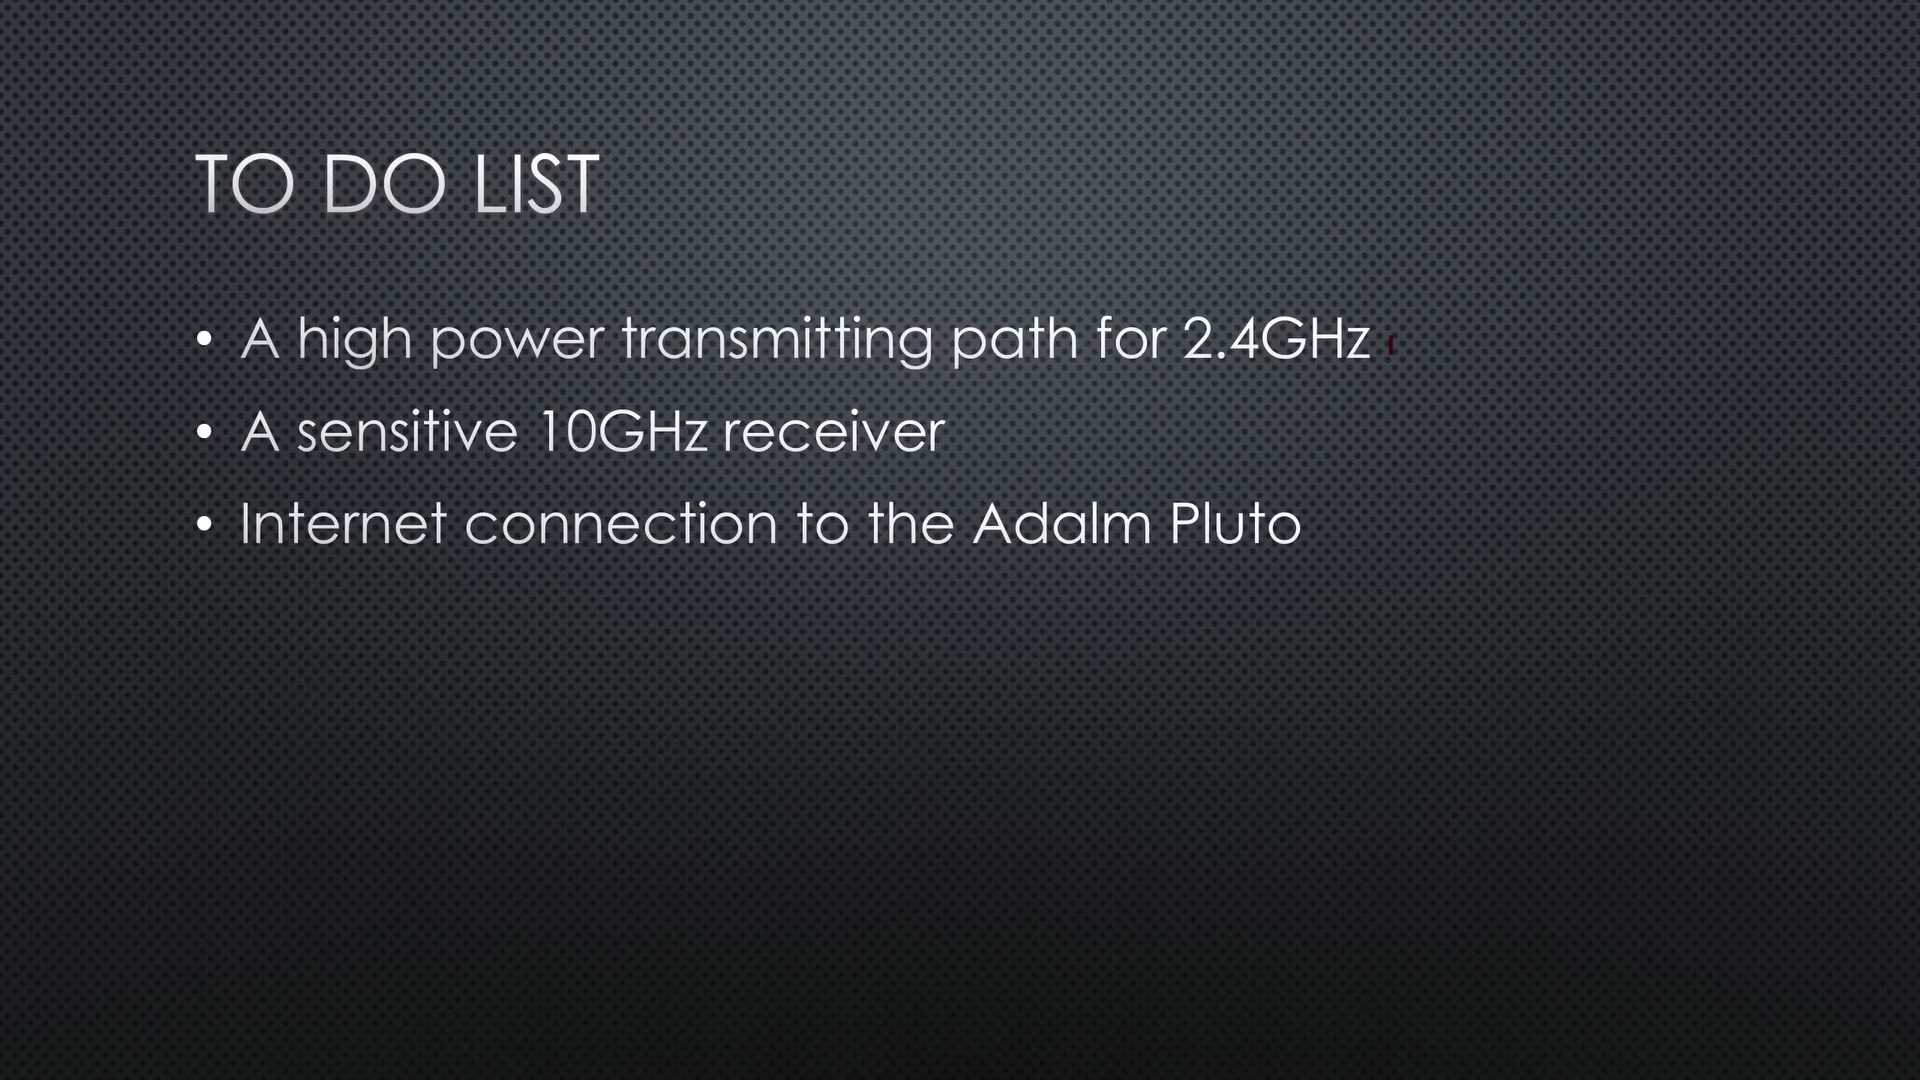 TO DO LIST
• A high power transmitting path for 2.4GHz
• A sensitive 10GHz receiver
• Internet connection to the Adalm Pluto